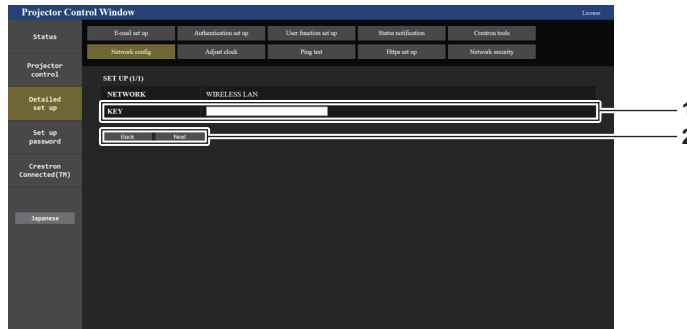 Projector Control Window License
Status
E-mail set up Authentication set up User function set up Status notification Crestron tools
Network config Adjust clock Ping test Https set up Network security
Projector
control
SET UP (1/1)
NETWORK WIRELESS LAN
Detailed
set up
KEY
1
Set up
password
Back Next
2
Crestron
Connected(TM)
Japanese